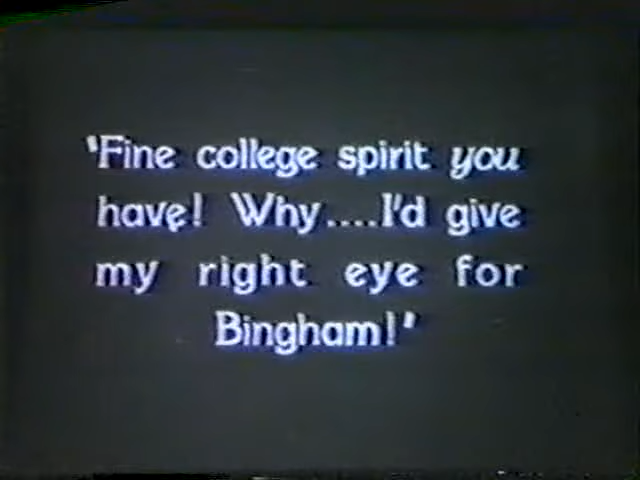 'Fine college spirit you
have! Why....I'd give
my right eye for
Bingham!'